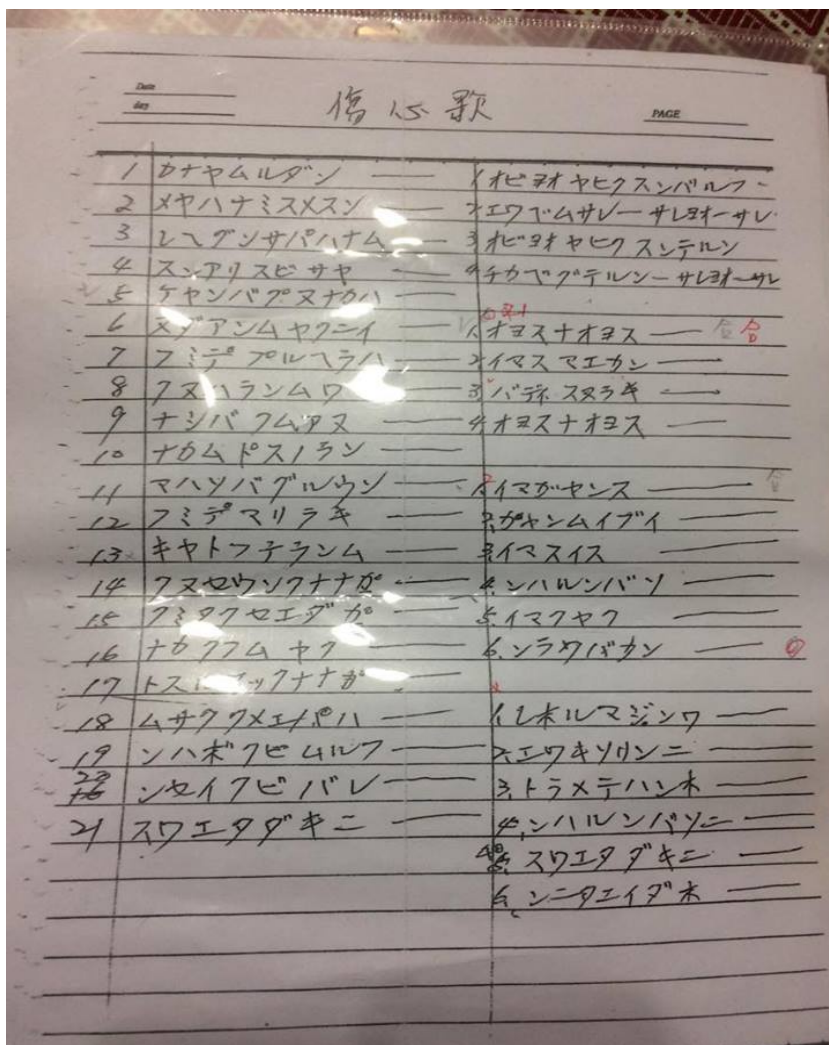 Date
day
傷心歌
PAGE
1 カナヤムルダン ——
2 メヤハナミスメスン
3 レヘグンサパハナム
4 スンアリスビサヤ
5 ケヤンバグヌナカハ
6 ヌダアンムヤクニイ
7 フミデプルヘラハ
8 クヌハランムワ
9 ナシバフムタヌ
10 ナカムドスノラン ——
11 マハソバグルウン ——
12 フミデマリラキ ——
13 キヤトフテランム ——
14 クヌセウソクナナガ ——
15 クミタクセエダガ ——
16 ナカフフムヤク ——
17
18 ムサククメエパハ ——
19 ンハボクビムルワ ——
20 ンセイクビバレ ——
21 スワエタダキニ ——
1. オビヨオヤヒクスンバルフ-
2. エワデムサレーサレヨオーサレ
3. オビヨオヤヒクスンテルン
4. チカベグテルンーサレヨオーサレ
1. オヨスナオヨス —— 合
2. イマスマエカン ——
3. バデネスヌラキ ——
4. オヨスナオヨス ——
1. イマガヤンス ——
2. ガヤンムイブイ ——
3. イマスイス ——
4. ンハルンバソ ——
5. イマクヤク ——
6. ンラワバカン ——
1. レホルマジンワ ——
2. エワキソリンニ ——
3. トラメテハンホ ——
4. ンハルンバソニ ——
5. スワエタダキニ ——
6. ンニタエイダホ ——